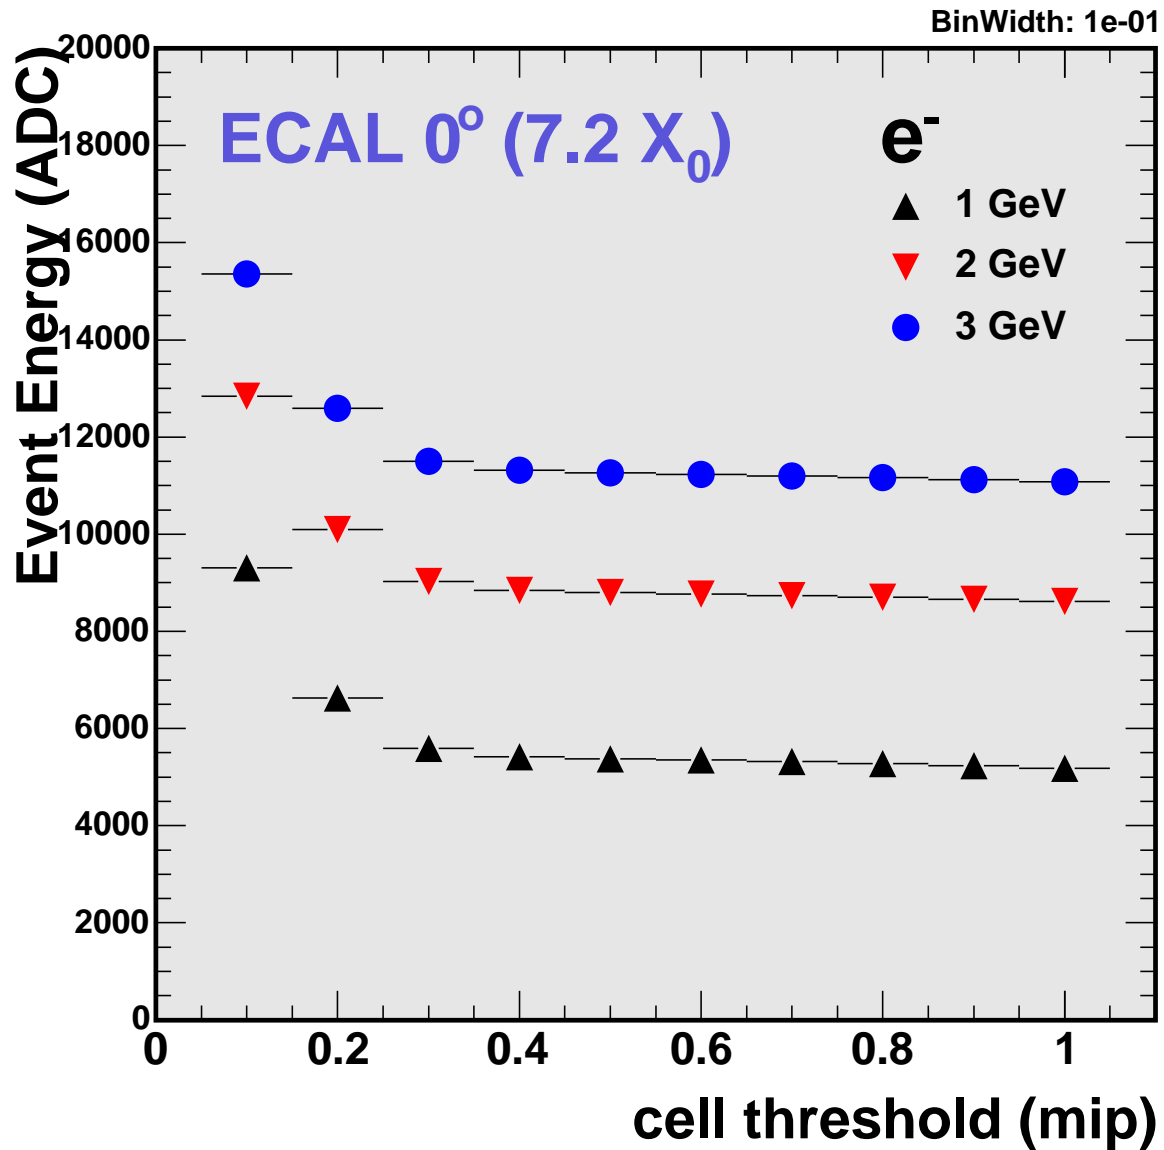 BinWidth: 1e-01
Event Energy (ADC)
20000
18000
16000
14000
12000
10000
8000
6000
4000
2000
0
ECAL 0° (7.2 X₀)
e⁻
1 GeV
2 GeV
3 GeV
0 0.2 0.4 0.6 0.8 1
cell threshold (mip)